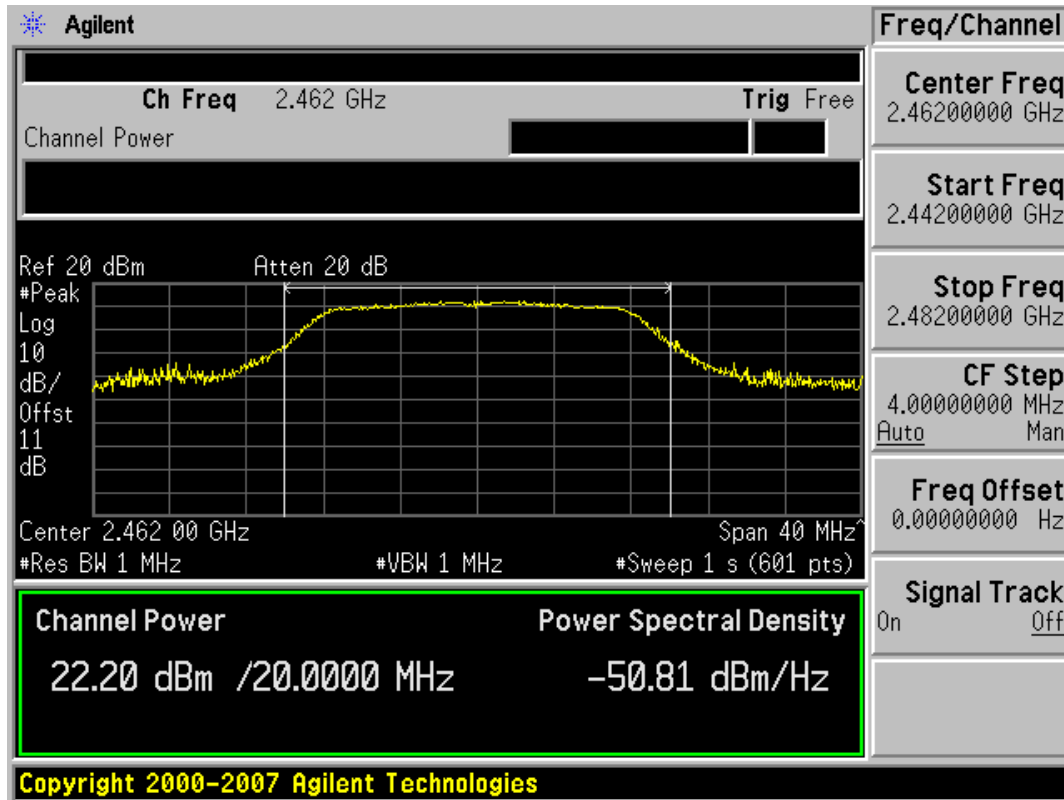 Agilent
Freq/Channel
Ch Freq 2.462 GHz
Trig Free
Channel Power
Ref 20 dBm
Atten 20 dB
#Peak
Log
10
dB/
Offst
11
dB
Center 2.462 00 GHz
Span 40 MHz^
#Res BW 1 MHz
#VBW 1 MHz
#Sweep 1 s (601 pts)
Channel Power
Power Spectral Density
22.20 dBm /20.0000 MHz
-50.81 dBm/Hz
Center Freq
2.46200000 GHz
Start Freq
2.44200000 GHz
Stop Freq
2.48200000 GHz
CF Step
4.00000000 MHz
Auto Man
Freq Offset
0.00000000 Hz
Signal Track
On Off
Copyright 2000-2007 Agilent Technologies